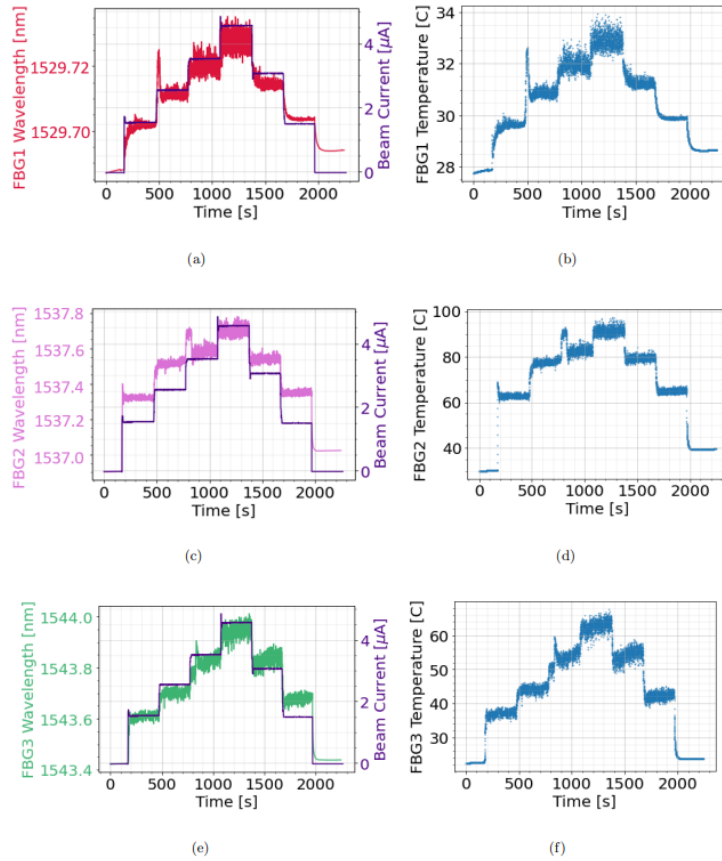 FBG1 Wavelength [nm]
1529.72
1529.70
4
2
0
Beam Current [μA]
0 500 1000 1500 2000
Time [s]
(a)
FBG1 Temperature [C]
34
32
30
28
0 500 1000 1500 2000
Time [s]
(b)
FBG2 Wavelength [nm]
1537.8
1537.6
1537.4
1537.2
1537.0
4
2
0
Beam Current [μA]
0 500 1000 1500 2000
Time [s]
(c)
FBG2 Temperature [C]
100
80
60
40
0 500 1000 1500 2000
Time [s]
(d)
FBG3 Wavelength [nm]
1544.0
1543.8
1543.6
1543.4
4
2
0
Beam Current [μA]
0 500 1000 1500 2000
Time [s]
(e)
FBG3 Temperature [C]
60
50
40
30
0 500 1000 1500 2000
Time [s]
(f)